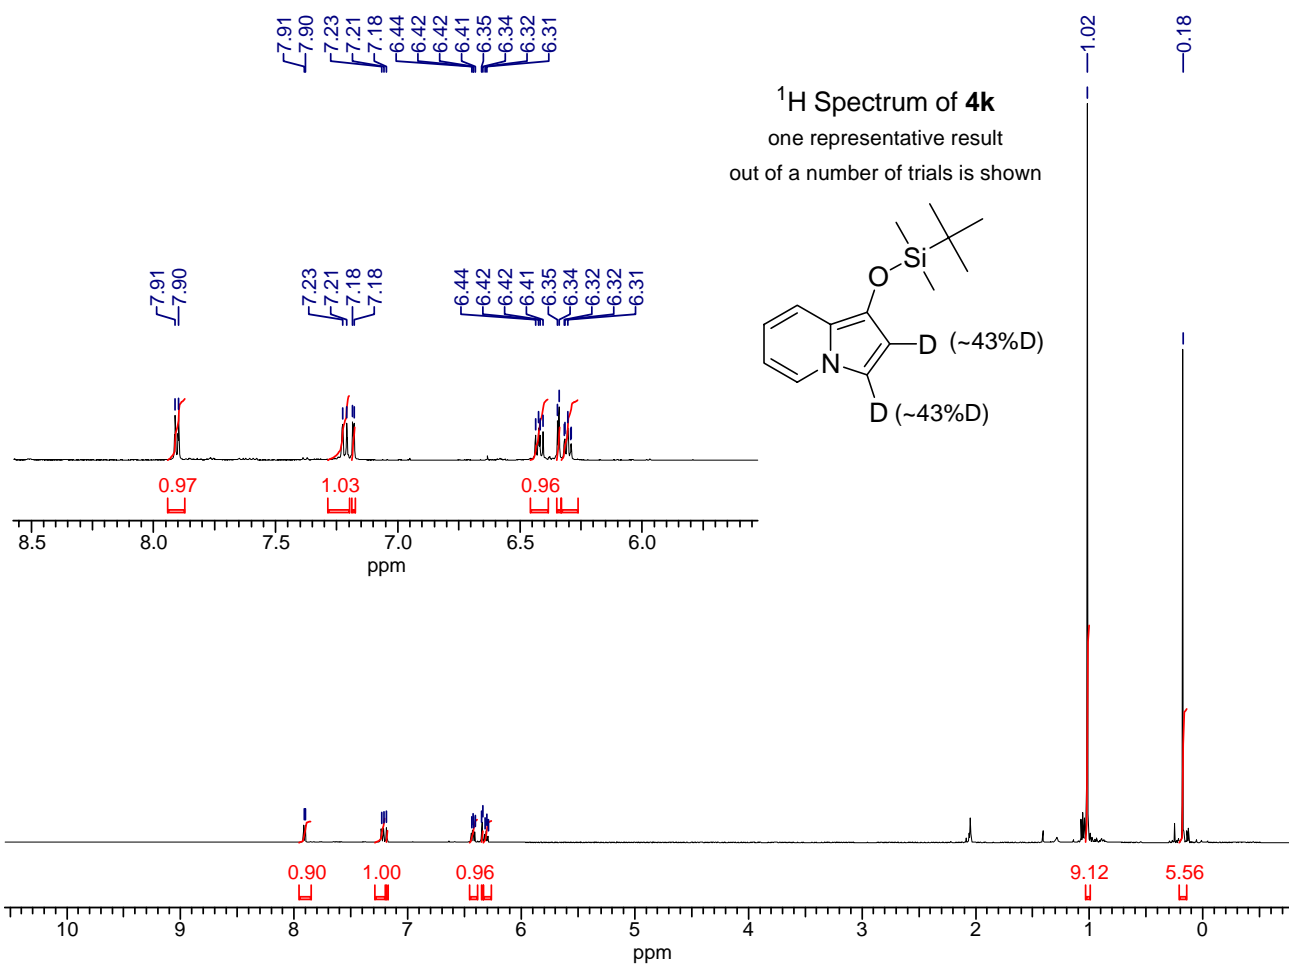 7.91
7.90
7.23
7.21
7.18
6.44
6.42
6.42
6.41
6.35
6.34
6.32
6.31
1.02
0.18
¹H Spectrum of 4k
one representative result
out of a number of trials is shown
Si
O
D (~43%D)
N
D (~43%D)
7.91
7.90
7.23
7.21
7.18
7.18
6.44
6.42
6.42
6.41
6.35
6.34
6.32
6.32
6.31
0.97
1.03
0.96
8.5 8.0 7.5 7.0 6.5 6.0
ppm
0.90 1.00 0.96 9.12 5.56
10 9 8 7 6 5 4 3 2 1 0
ppm